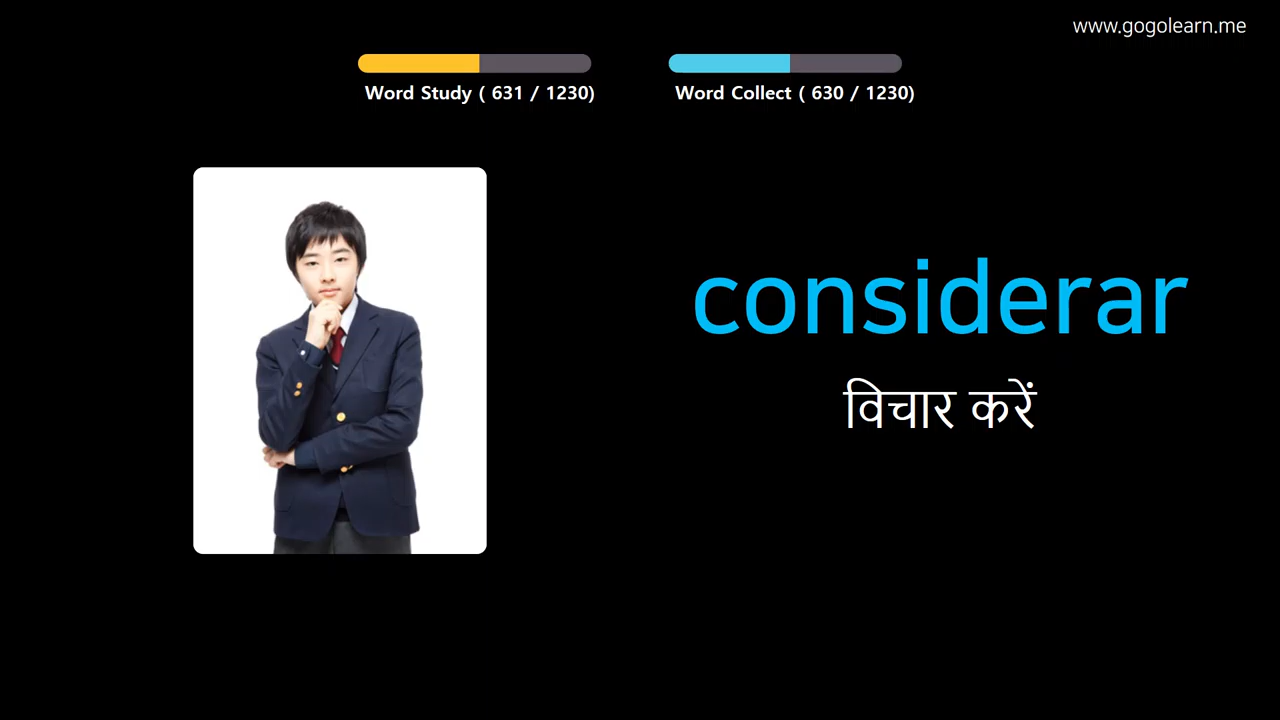 www.gogolearn.me
Word Study ( 631 / 1230)
Word Collect ( 630 / 1230)
considerar
विचार करें